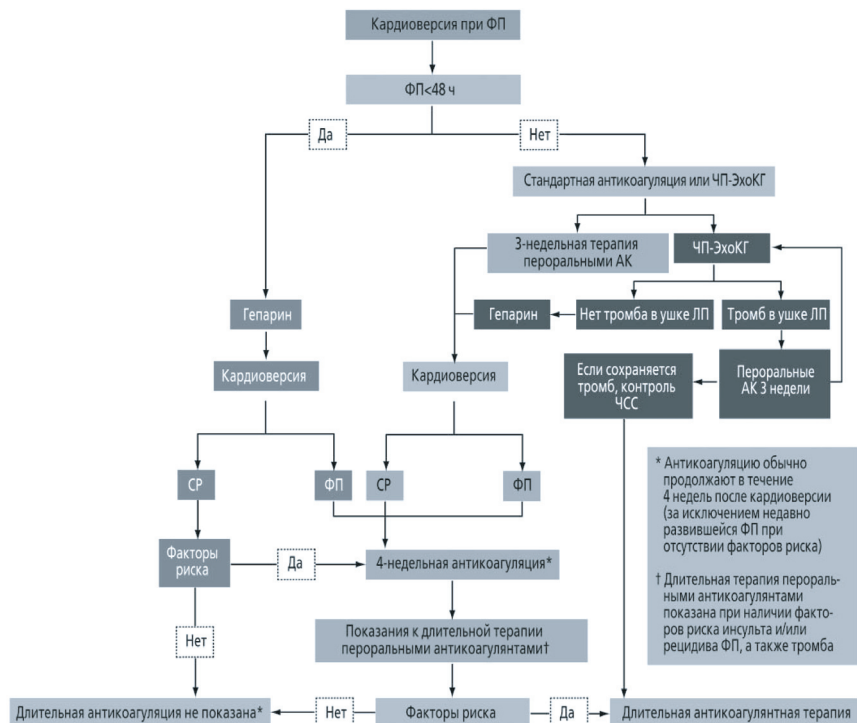 Кардиоверсия при ФП
ФП<48 ч
Да
Нет
Стандартная антикоагуляция или ЧП-ЭхоКГ
3-недельная терапия
пероральными АК
ЧП-ЭхоКГ
Гепарин
Гепарин
Нет тромба в ушке ЛП
Тромб в ушке ЛП
Кардиоверсия
Кардиоверсия
Если сохраняется
тромб, контроль
ЧСС
Пероральные
АК 3 недели
СР
ФП
СР
ФП
* Антикоагуляцию обычно
продолжают в течение
4 недель после кардиоверсии
(за исключением недавно
развившейся ФП при
отсутствии факторов риска)
† Длительная терапия перораль-
ными антикоагулянтами
показана при наличии факто-
ров риска инсульта и/или
рецидива ФП, а также тромба
Факторы
риска
Да
4-недельная антикоагуляция*
Нет
Показания к длительной терапии
пероральными антикоагулянтами†
Длительная антикоагуляция не показана*
Нет
Факторы риска
Да
Длительная антикоагулянтная терапия